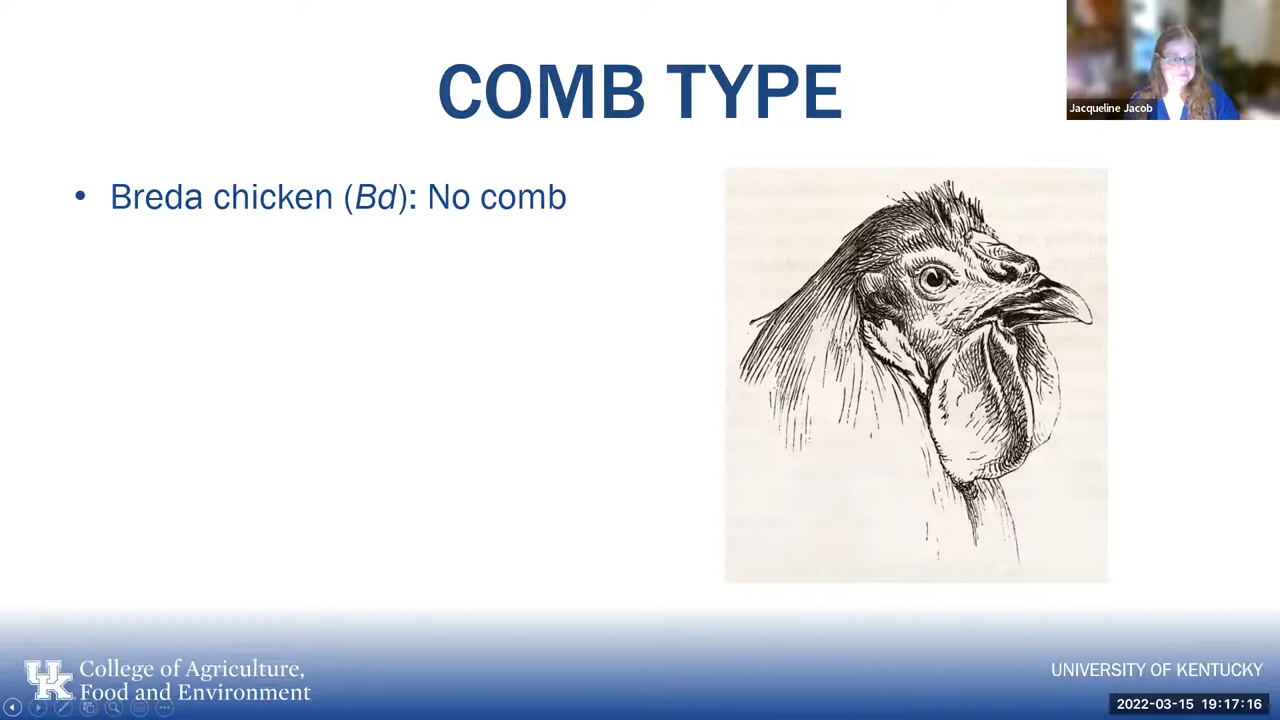 COMB TYPE
Jacqueline Jacob
• Breda chicken (Bd): No comb
UK College of Agriculture,
Food and Environment
UNIVERSITY OF KENTUCKY
2022-03-15 19:17:16